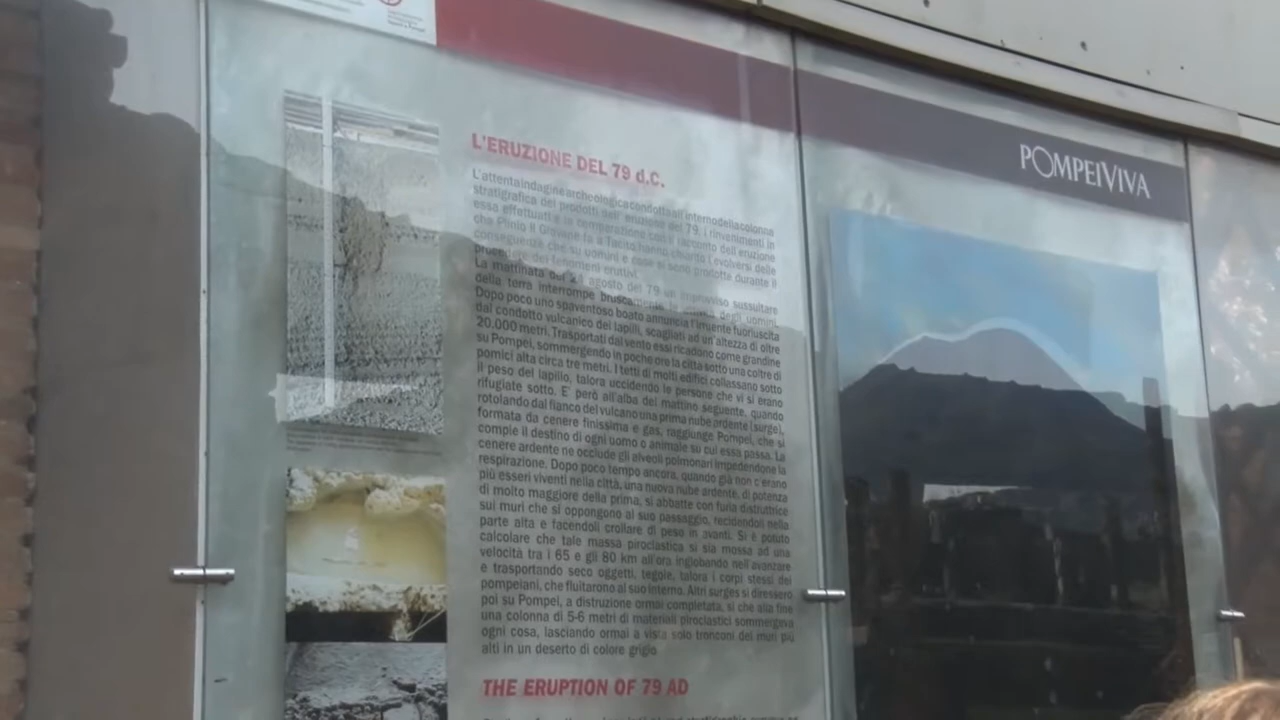 L'ERUZIONE DEL 79 d.C.
L'attenta indagine archeologica condotta all'interno della colonna
stratigrafica dei prodotti dell'eruzione del 79, i rinvenimenti in
essa effettuati e la comparazione con il racconto dell'eruzione
che Plinio il Giovane fa a Tacito hanno chiarito l'evolversi delle
conseguenze che su uomini e cose si sono prodotte durante il
procedere dei fenomeni eruttivi.
La mattinata del 24 agosto del 79 un improvviso sussultare
della terra interrompe bruscamente le degli uomini.
Dopo poco uno spaventoso boato annuncia l'irruente fuoriuscita
dal condotto vulcanico dei lapilli, scagliati ad un'altezza di oltre
20.000 metri. Trasportati dal vento essi ricadono come grandine
su Pompei, sommergendo in poche ore la città sotto una coltre di
pomici alta circa tre metri. I tetti di molti edifici collassano sotto
il peso del lapillo, talora uccidendo le persone che vi si erano
rifugiate sotto. E' però all'alba del mattino seguente, quando
rotolando dal fianco del vulcano una prima nube ardente (surge),
formata da cenere finissima e gas, raggiunge Pompei, che si
compie il destino di ogni uomo o animale su cui essa passa. La
cenere ardente ne occlude gli alveoli polmonari impedendone la
respirazione. Dopo poco tempo ancora, quando già non c'erano
più esseri viventi nella città, una nuova nube ardente, di potenza
di molto maggiore della prima, si abbatte con furia distruttrice
sui muri che si oppongono al suo passaggio, recidendoli nella
parte alta e facendoli crollare di peso in avanti. Si è potuto
calcolare che tale massa piroclastica si sia mossa ad una
velocità tra i 65 e gli 80 km all'ora inglobando nell'avanzare
e trasportando seco oggetti, tegole, talora i corpi stessi dei
pompeiani, che fluitarono al suo interno. Altri surges si diressero
poi su Pompei, a distruzione ormai completata, sì che alla fine
una colonna di 5-6 metri di materiali piroclastici sommergeva
ogni cosa, lasciando ormai a vista solo tronconi dei muri più
alti in un deserto di colore grigio.
THE ERUPTION OF 79 AD
POMPEIVIVA